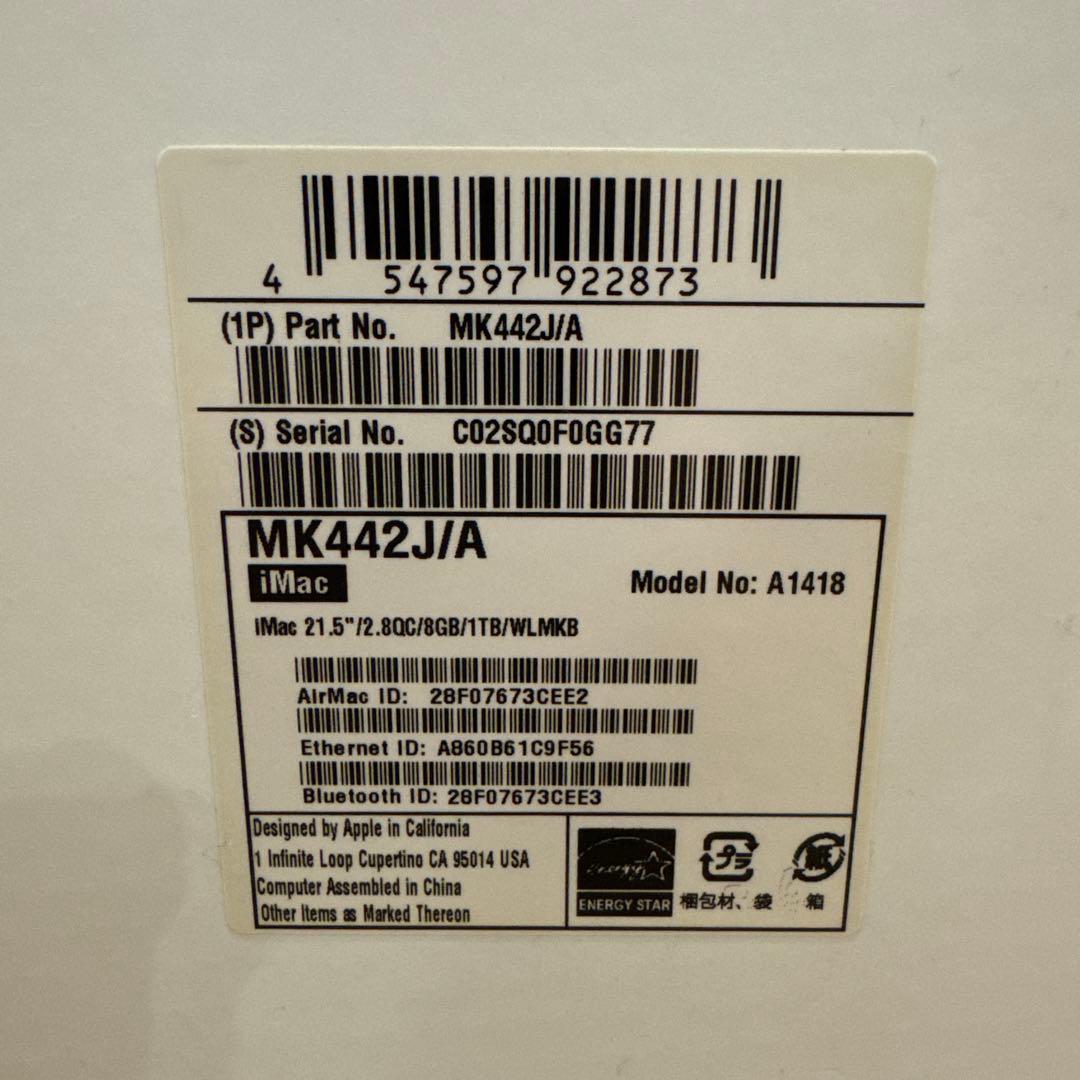 4 547597 922873
(1P) Part No. MK442J/A
(S) Serial No. C02SQ0F0GG77
MK442J/A
iMac
Model No: A1418
iMac 21.5"/2.8QC/8GB/1TB/WLMKB
AirMac ID: 28F07673CEE2
Ethernet ID: A860B61C9F56
Bluetooth ID: 28F07673CEE3
Designed by Apple in California
1 Infinite Loop Cupertino CA 95014 USA
Computer Assembled in China
Other Items as Marked Thereon
ENERGY STAR
プラ
紙
梱包材、袋
箱